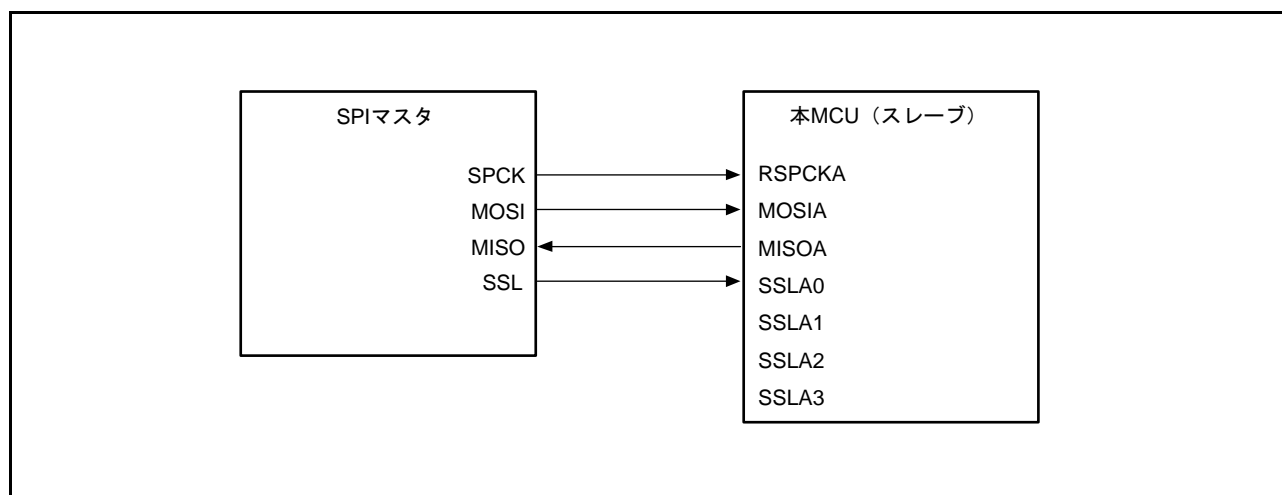 SPIマスタ
SPCK
MOSI
MISO
SSL
本MCU（スレーブ）
RSPCKA
MOSIA
MISOA
SSLA0
SSLA1
SSLA2
SSLA3